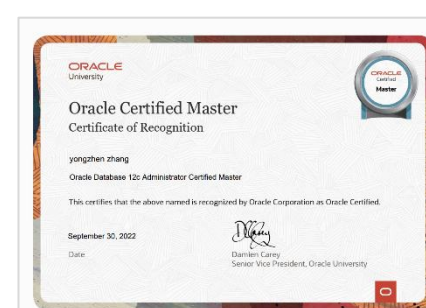 ORACLE
University
ORACLE
Certified
Master
Oracle Certified Master
Certificate of Recognition
yongzhen zhang
Oracle Database 12c Administrator Certified Master
This certifies that the above named is recognized by Oracle Corporation as Oracle Certified.
September 30, 2022
Date
DCarey
Damien Carey
Senior Vice President, Oracle University